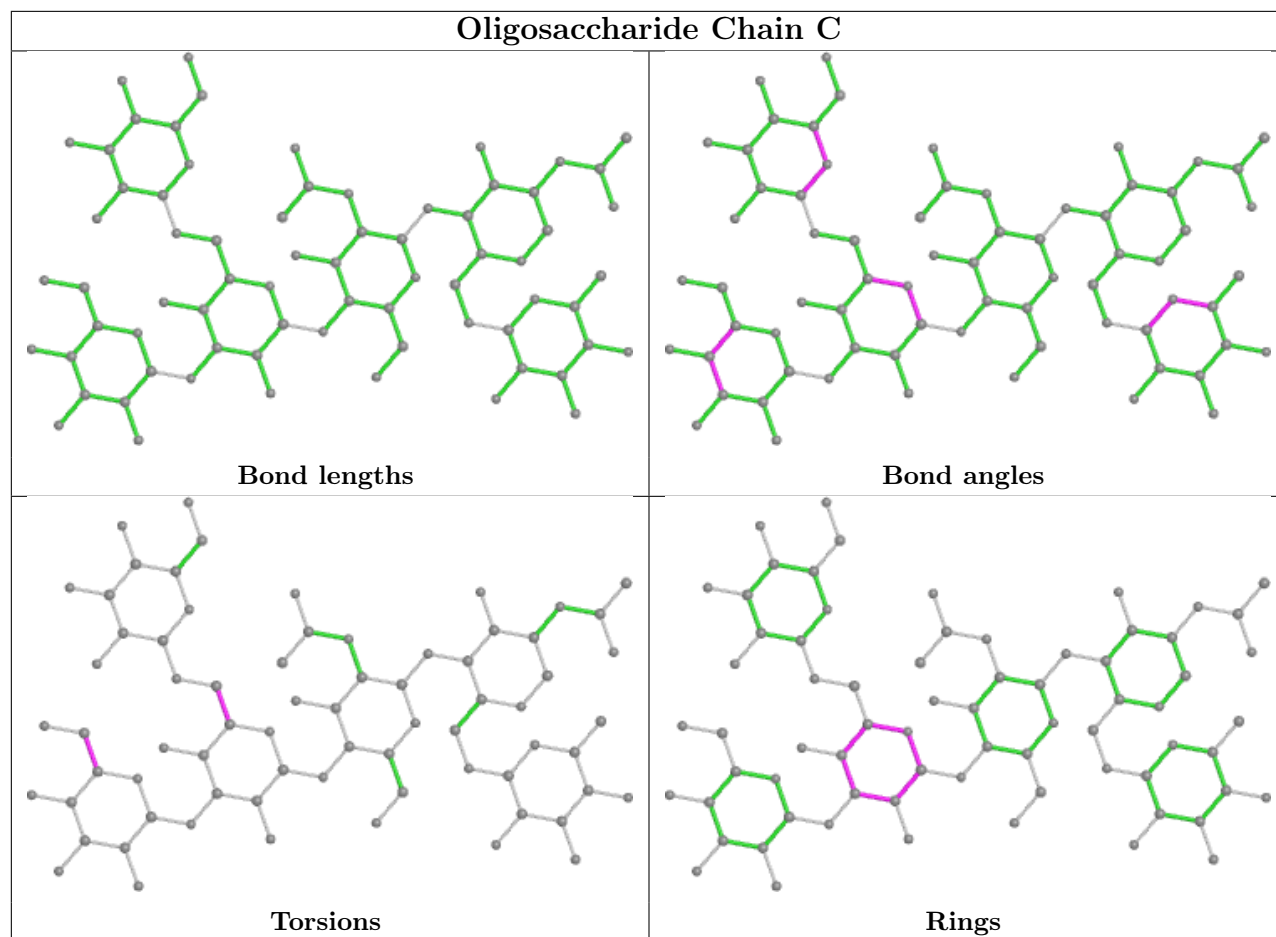 Oligosaccharide Chain C
Bond lengths
Bond angles
Torsions
Rings